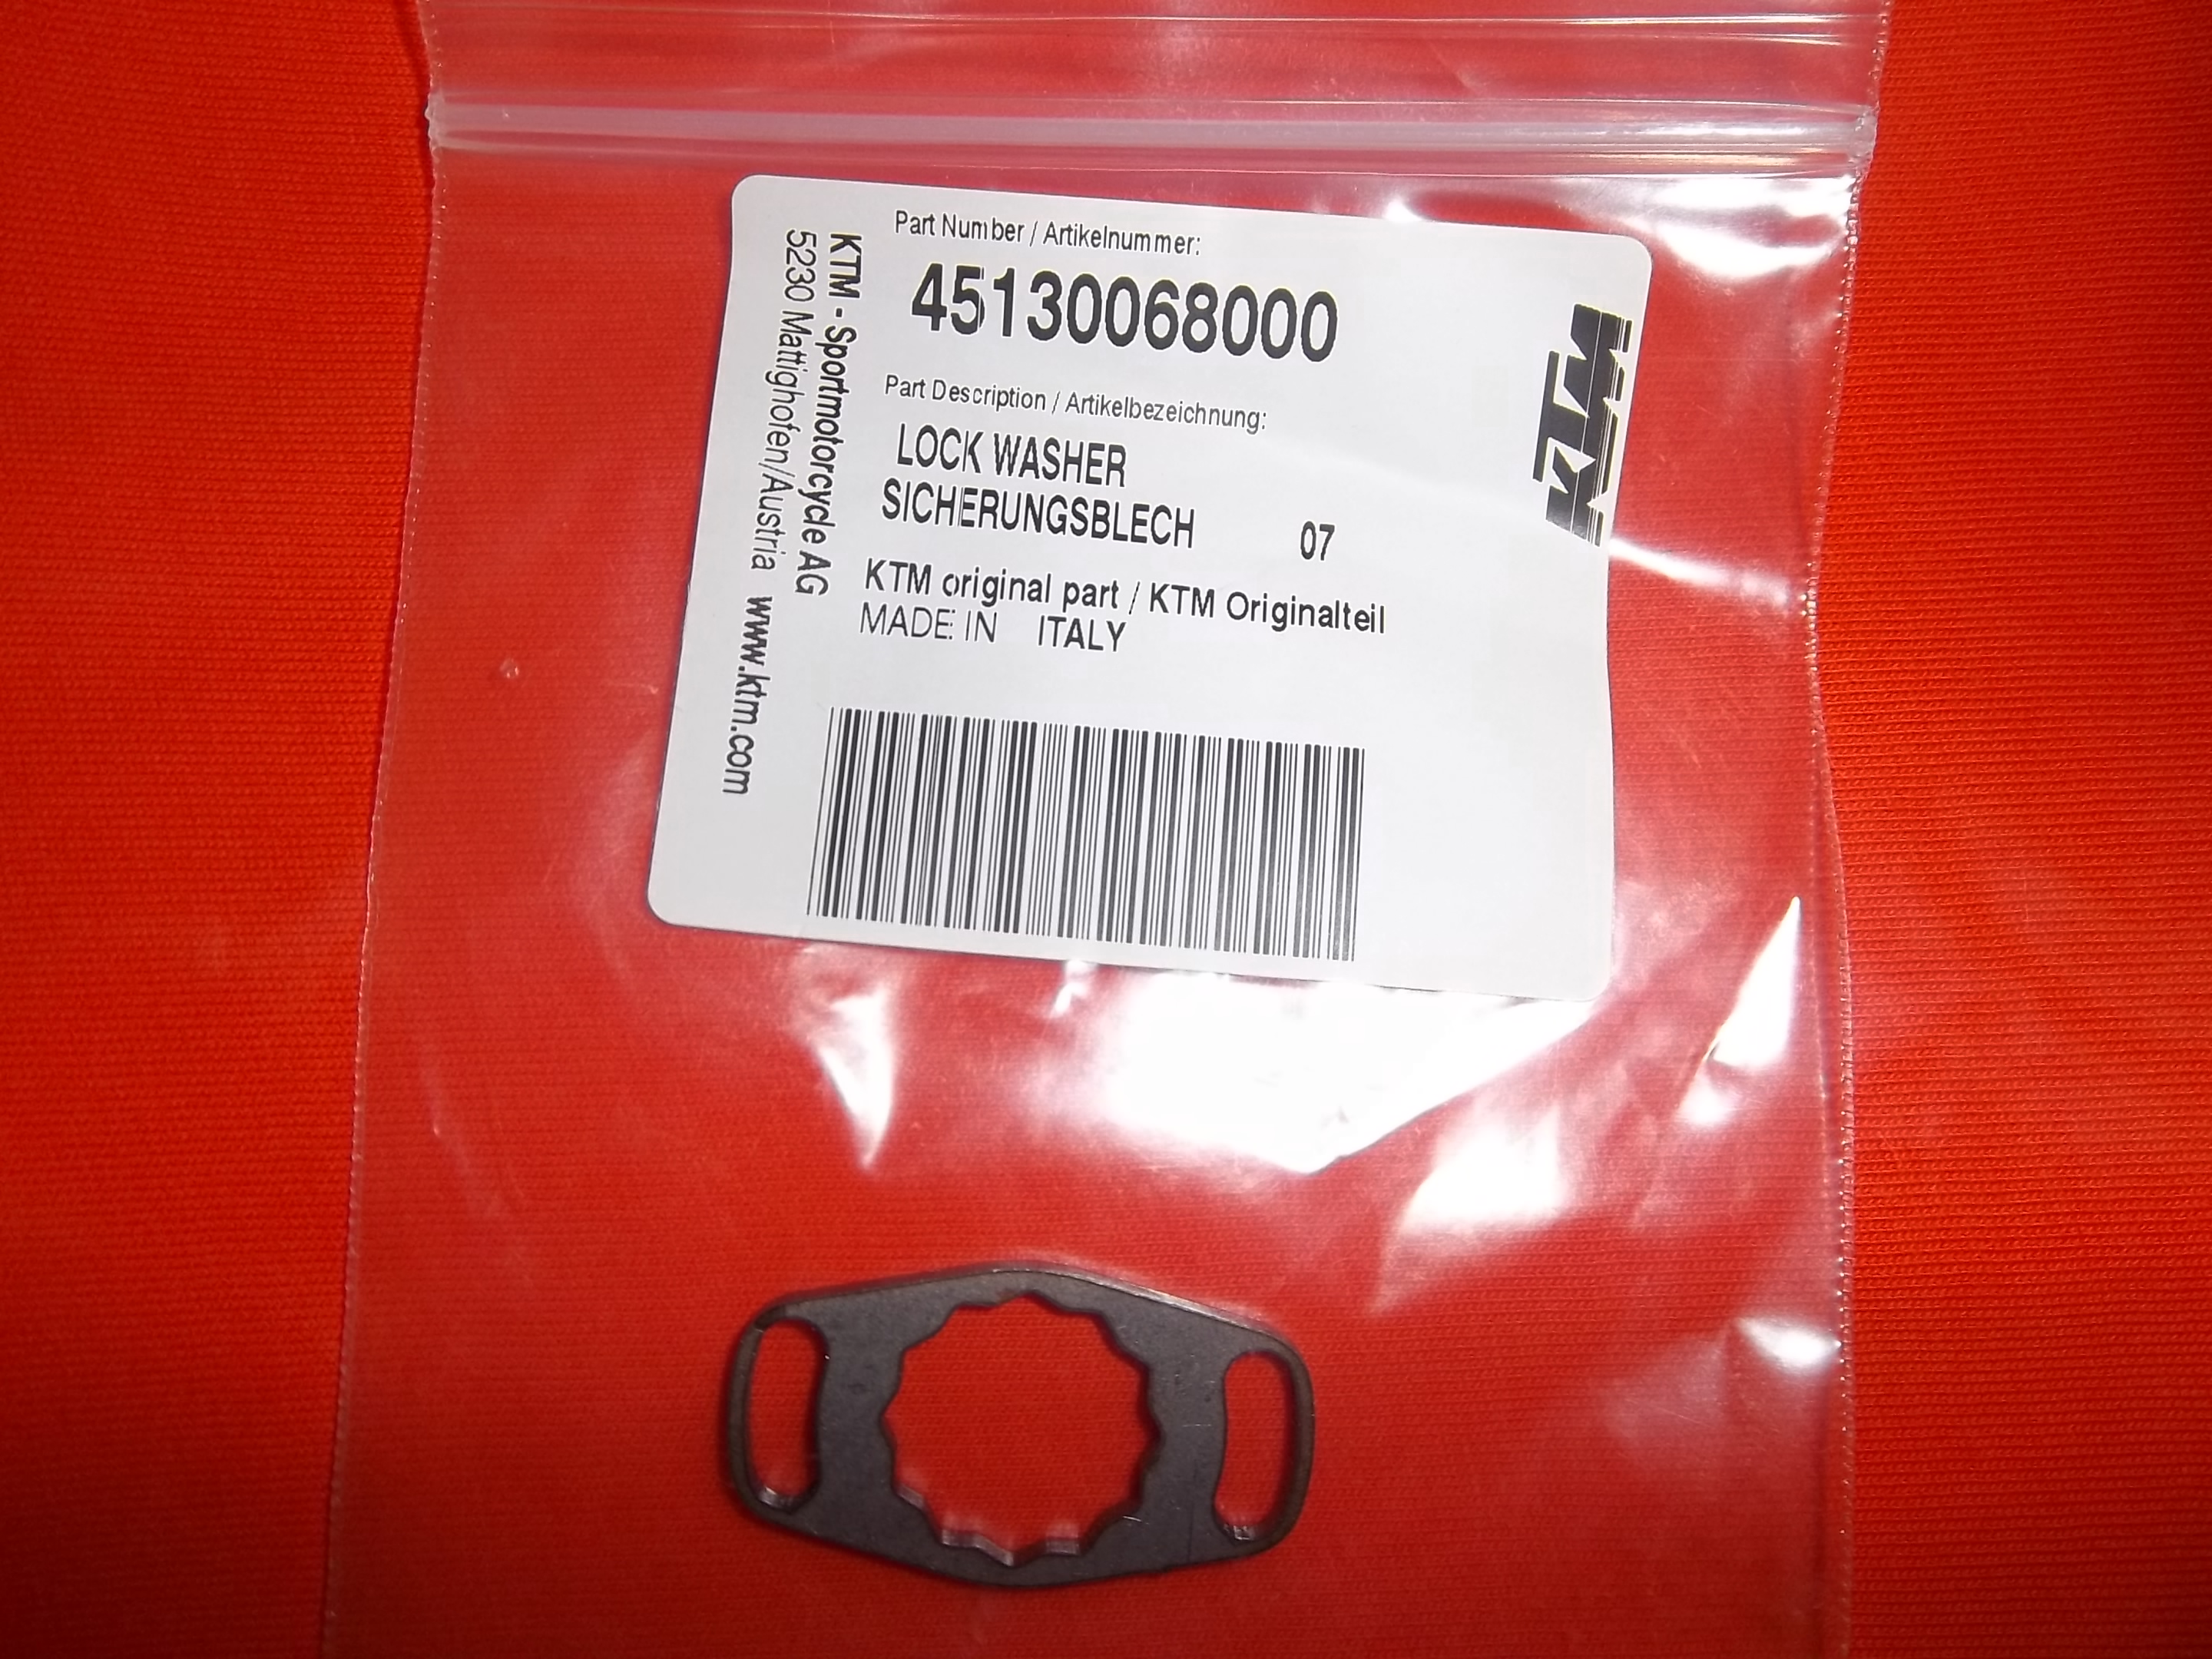 Part Number / Artikelnummer:
45130068000
Part Description / Artikelbezeichnung:
LOCK WASHER
SICHERUNGSBLECH 07
KTM original part / KTM Originalteil
MADE IN ITALY
KTM - Sportmotorcycle AG
5230 Mattighofen/Austria www.ktm.com
KTM